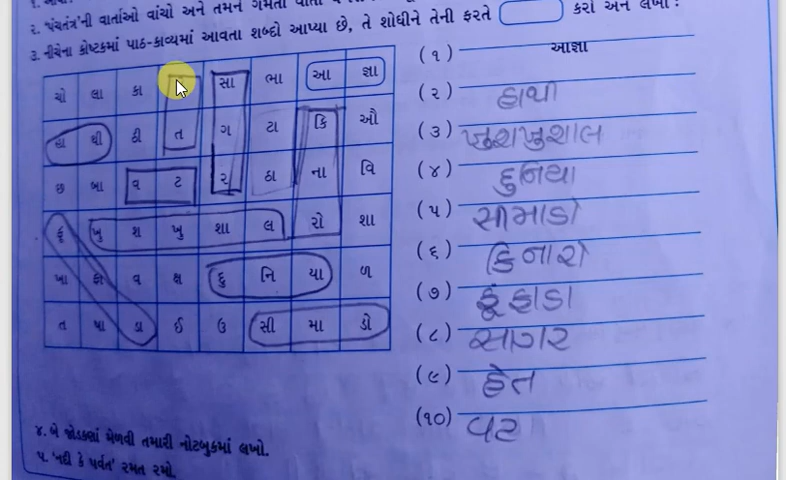 ૨. 'પંચતંત્ર'ની વાર્તાઓ વાંચો અને તમને ગમતી
૩. નીચેના કોષ્ટકમાં પાઠ-કાવ્યમાં આવતા શબ્દો આપ્યા છે, તે શોધીને તેની ફરતે કરો અને લખો :
ચો લા કા સા ભા આ જ્ઞા
હા થી ઠી ત ગ ટા કિ ઔ
છ બા વ ટ ર ઠા ના વિ
હૂં ખુ શ ખુ શા લ રો શા
ખા ફા વ ક્ષ દુ નિ યા ળ
ત પા ડા ઈ ઉ સી મા ડો
(૧) આજ્ઞા
(૨) હાથી
(૩) ખુશખુશાલ
(૪) દુનિયા
(૫) સીમાડો
(૬) કિનારો
(૭) હૂંફાડા
(૮) સાગર
(૯) હેત
(૧૦) વટ
૪. બે જોડકણાં મેળવી તમારી નોટબુકમાં લખો.
૫. 'નદી કે પર્વત' રમત રમો.